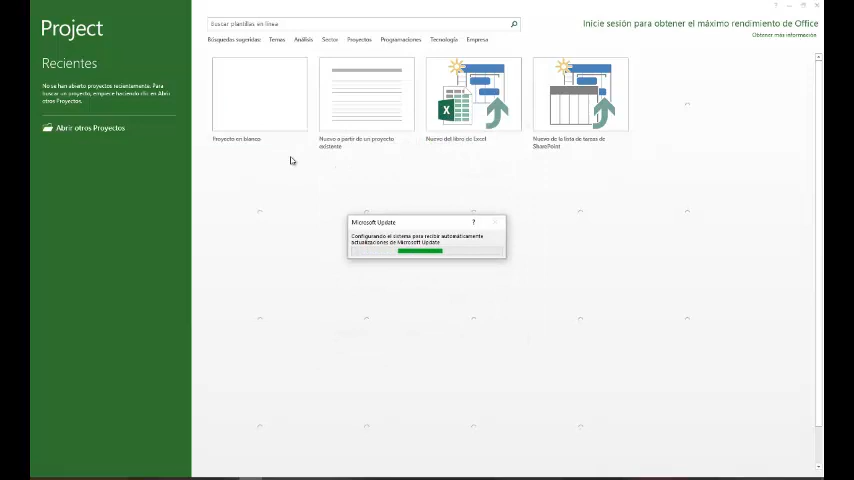 Project
Recientes
No se han abierto proyectos recientemente. Para
buscar un proyecto, empiece haciendo clic en Abrir
otros Proyectos.
Abrir otros Proyectos
Buscar plantillas en línea
Inicie sesión para obtener el máximo rendimiento de Office
Obtener más información
Búsquedas sugeridas:
Temas
Análisis
Sector
Proyectos
Programaciones
Tecnología
Empresa
Proyecto en blanco
Nuevo a partir de un proyecto
existente
Nuevo del libro de Excel
Nuevo de la lista de tareas de
SharePoint
Microsoft Update
?
Configurando el sistema para recibir automáticamente
actualizaciones de Microsoft Update